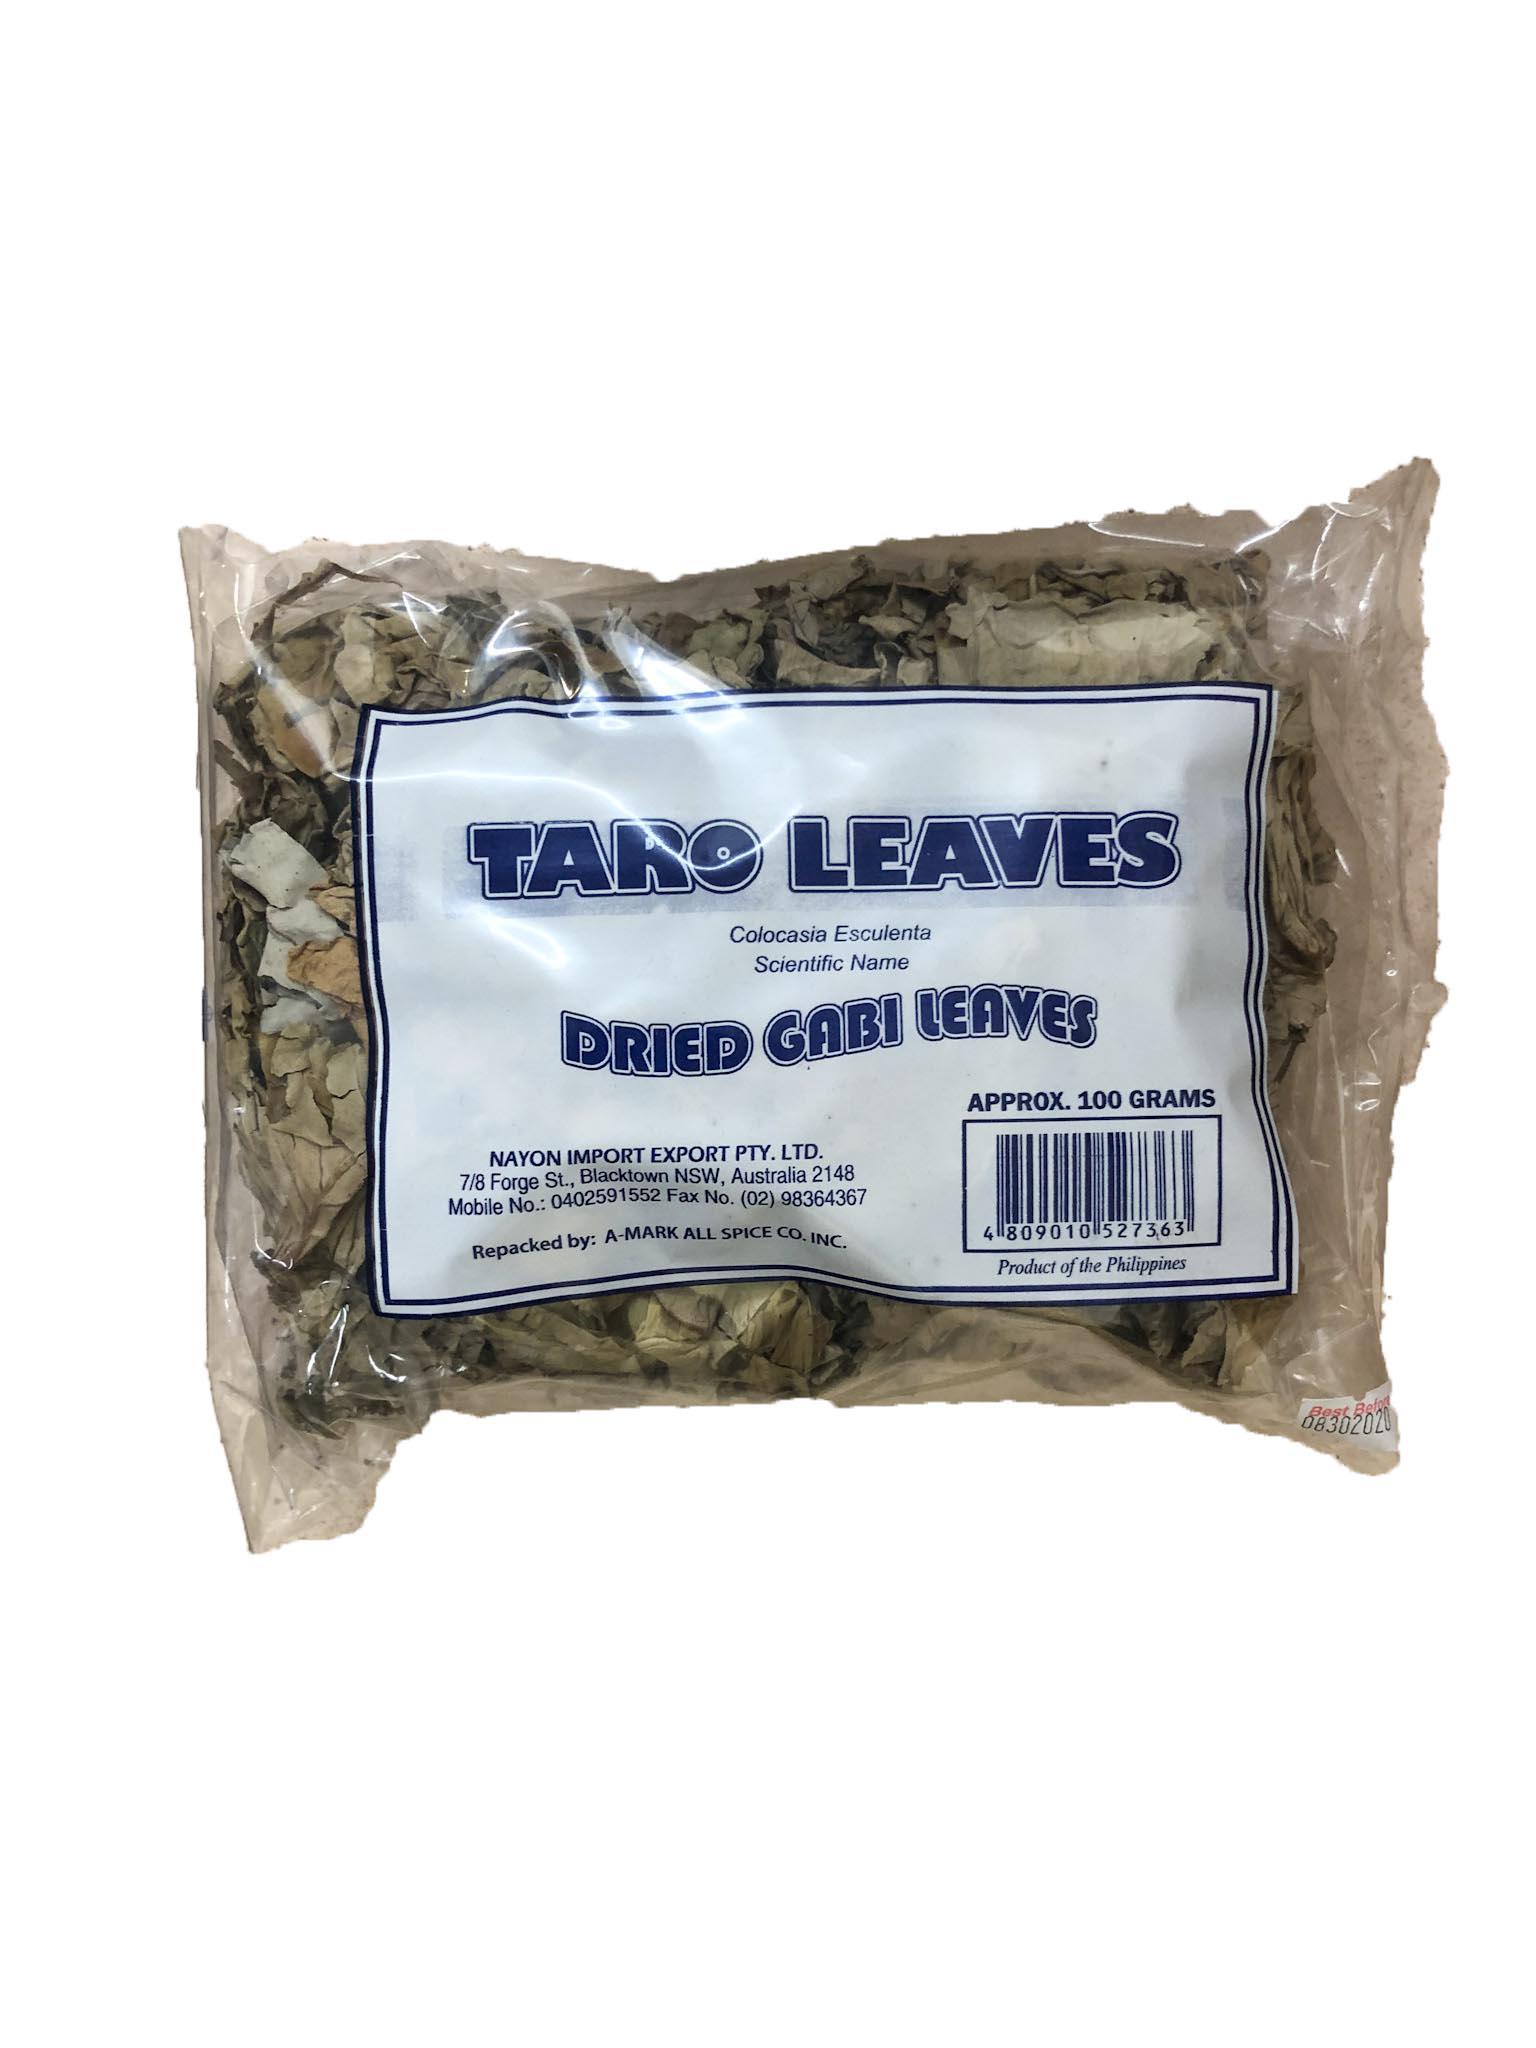 TARO LEAVES
Colocasia Esculenta
Scientific Name
DRIED GABI LEAVES
APPROX. 100 GRAMS
NAYON IMPORT EXPORT PTY. LTD.
7/8 Forge St., Blacktown NSW, Australia 2148
Mobile No.: 0402591552 Fax No. (02) 98364367
Repacked by: A-MARK ALL SPICE CO. INC.
4 809010 527363
Product of the Philippines
Best Before
08302020